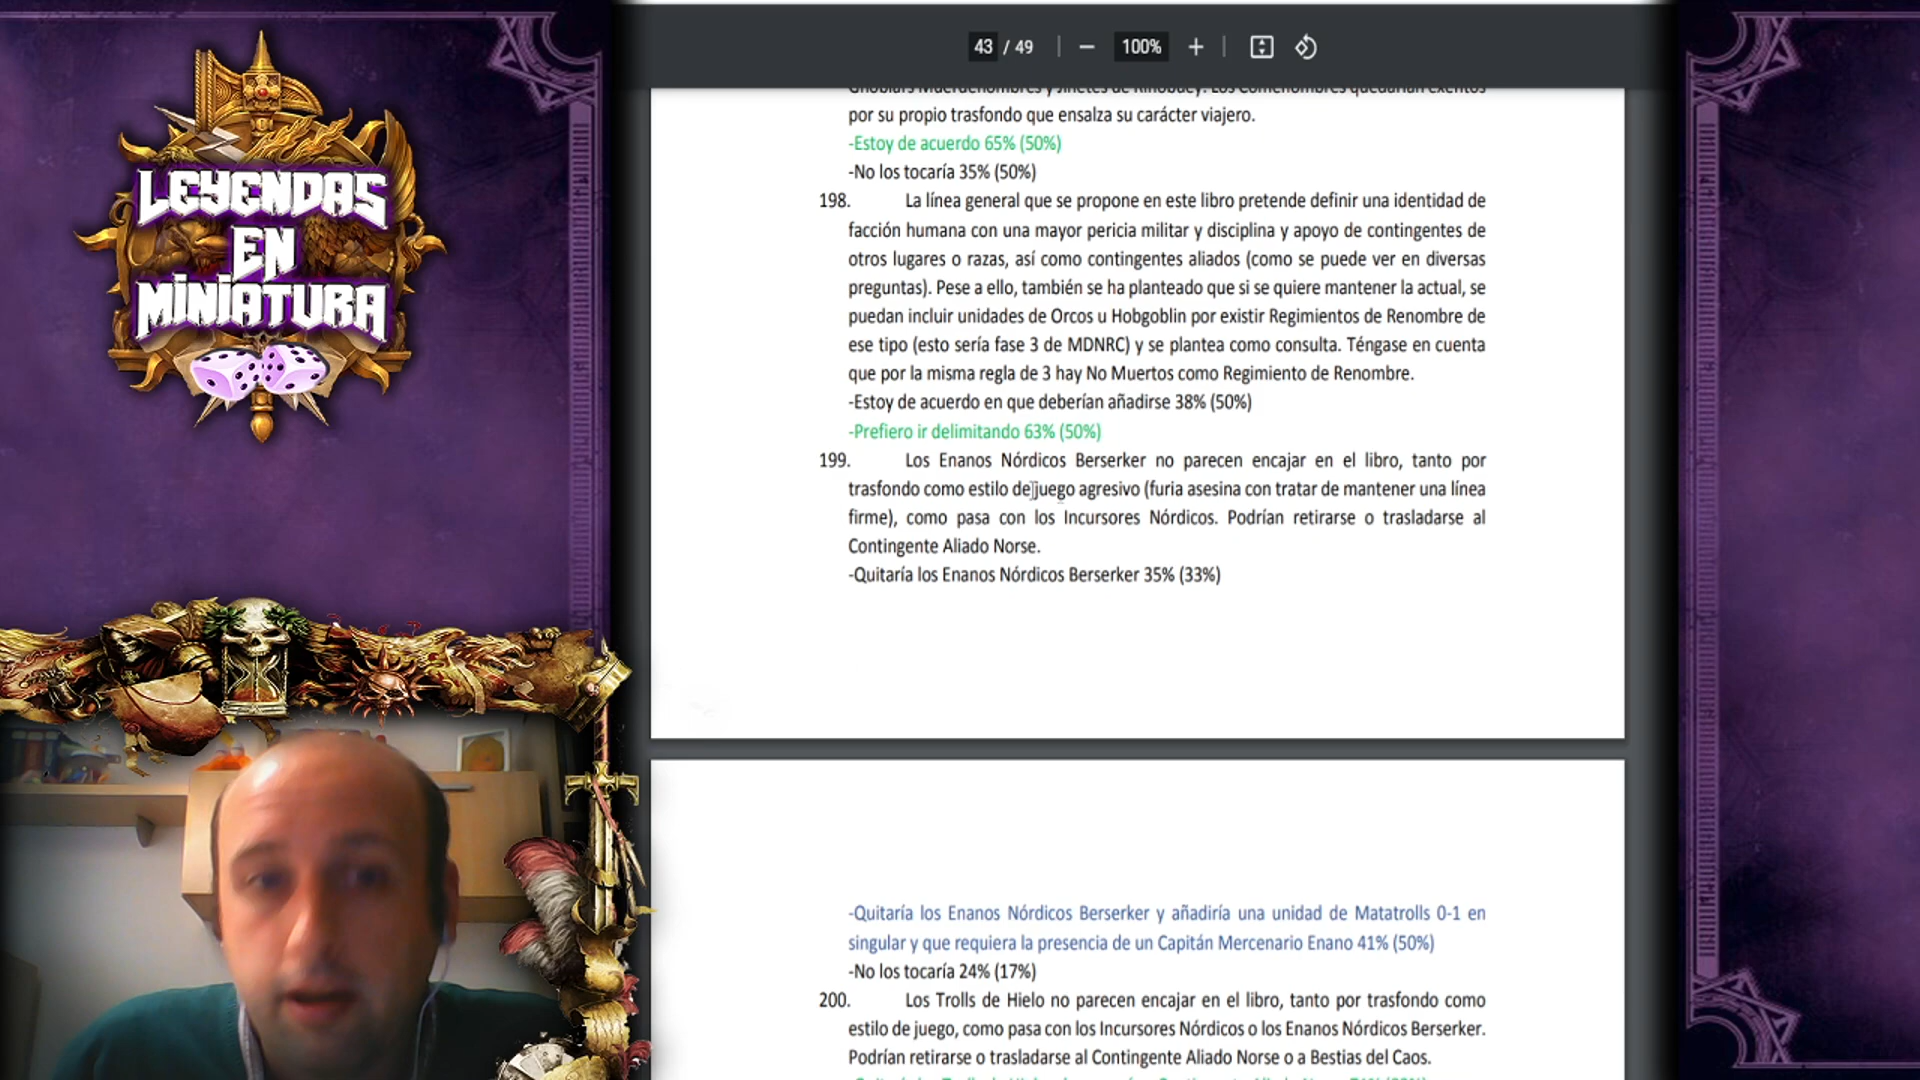 LEYENDAS
EN
MINIATURA
43 / 49
100%
por su propio trasfondo que ensalza su carácter viajero.
-Estoy de acuerdo 65% (50%)
-No los tocaría 35% (50%)
198. La línea general que se propone en este libro pretende definir una identidad de
facción humana con una mayor pericia militar y disciplina y apoyo de contingentes de
otros lugares o razas, así como contingentes aliados (como se puede ver en diversas
preguntas). Pese a ello, también se ha planteado que si se quiere mantener la actual, se
puedan incluir unidades de Orcos u Hobgoblin por existir Regimientos de Renombre de
ese tipo (esto sería fase 3 de MDNRC) y se plantea como consulta. Téngase en cuenta
que por la misma regla de 3 hay No Muertos como Regimiento de Renombre.
-Estoy de acuerdo en que deberían añadirse 38% (50%)
-Prefiero ir delimitando 63% (50%)
199. Los Enanos Nórdicos Berserker no parecen encajar en el libro, tanto por
trasfondo como estilo de juego agresivo (furia asesina con tratar de mantener una línea
firme), como pasa con los Incursores Nórdicos. Podrían retirarse o trasladarse al
Contingente Aliado Norse.
-Quitaría los Enanos Nórdicos Berserker 35% (33%)
-Quitaría los Enanos Nórdicos Berserker y añadiría una unidad de Matatrolls 0-1 en
singular y que requiera la presencia de un Capitán Mercenario Enano 41% (50%)
-No los tocaría 24% (17%)
200. Los Trolls de Hielo no parecen encajar en el libro, tanto por trasfondo como
estilo de juego, como pasa con los Incursores Nórdicos o los Enanos Nórdicos Berserker.
Podrían retirarse o trasladarse al Contingente Aliado Norse o a Bestias del Caos.